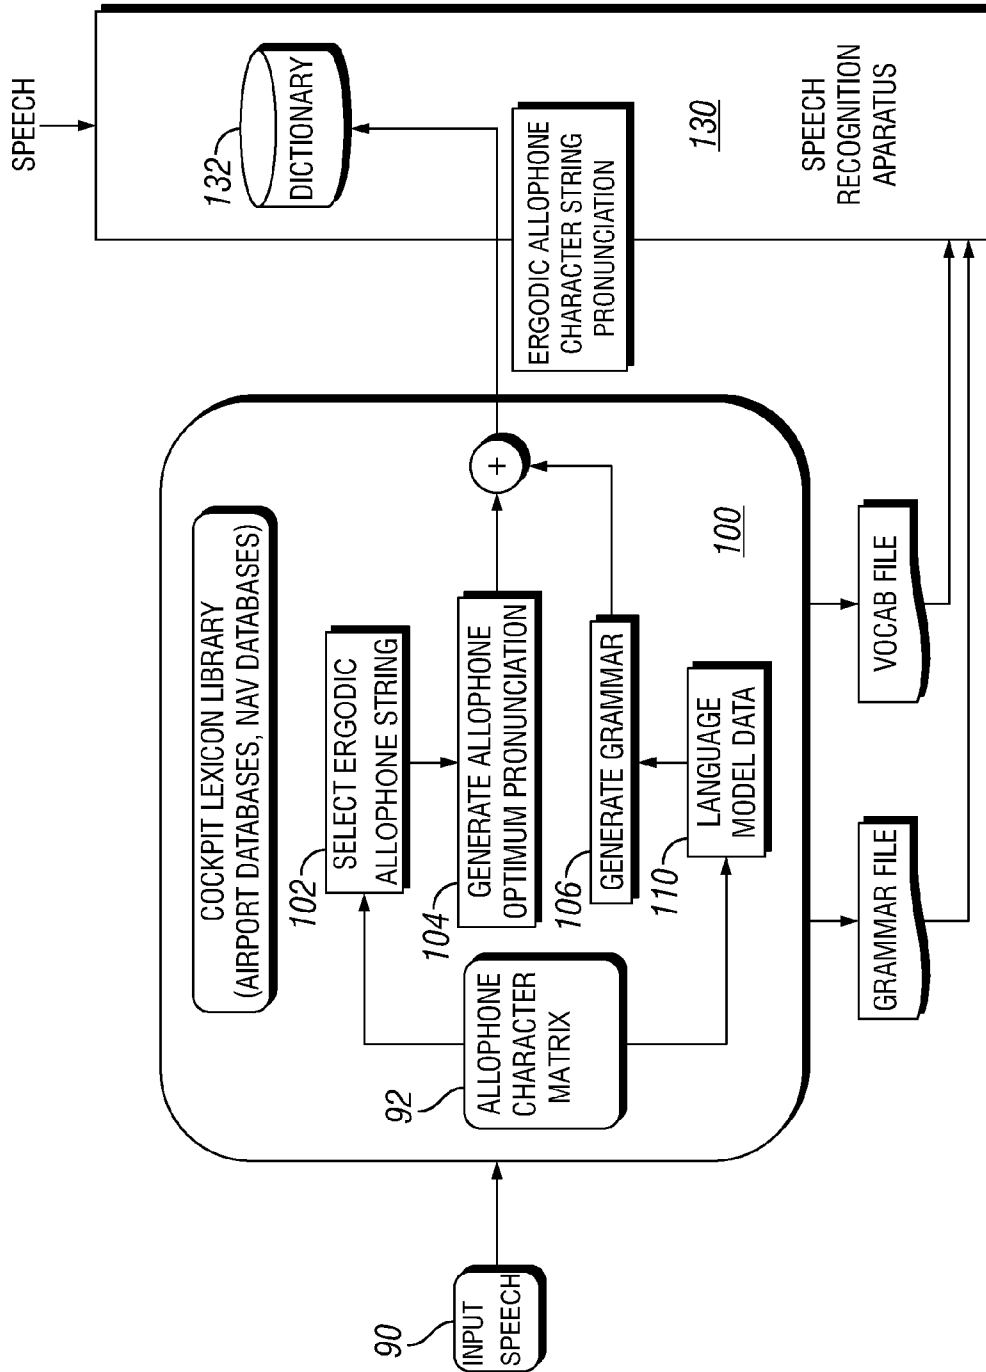 90
INPUT
SPEECH
COCKPIT LEXICON LIBRARY
(AIRPORT DATABASES, NAV DATABASES)
92
ALLOPHONE
CHARACTER
MATRIX
102
SELECT ERGODIC
ALLOPHONE STRING
104
GENERATE ALLOPHONE
OPTIMUM PRONUNCIATION
106
GENERATE GRAMMAR
110
LANGUAGE
MODEL DATA
+
100
GRAMMAR FILE
VOCAB FILE
ERGODIC ALLOPHONE
CHARACTER STRING
PRONUNCIATION
SPEECH
132
DICTIONARY
130
SPEECH
RECOGNITION
APARATUS